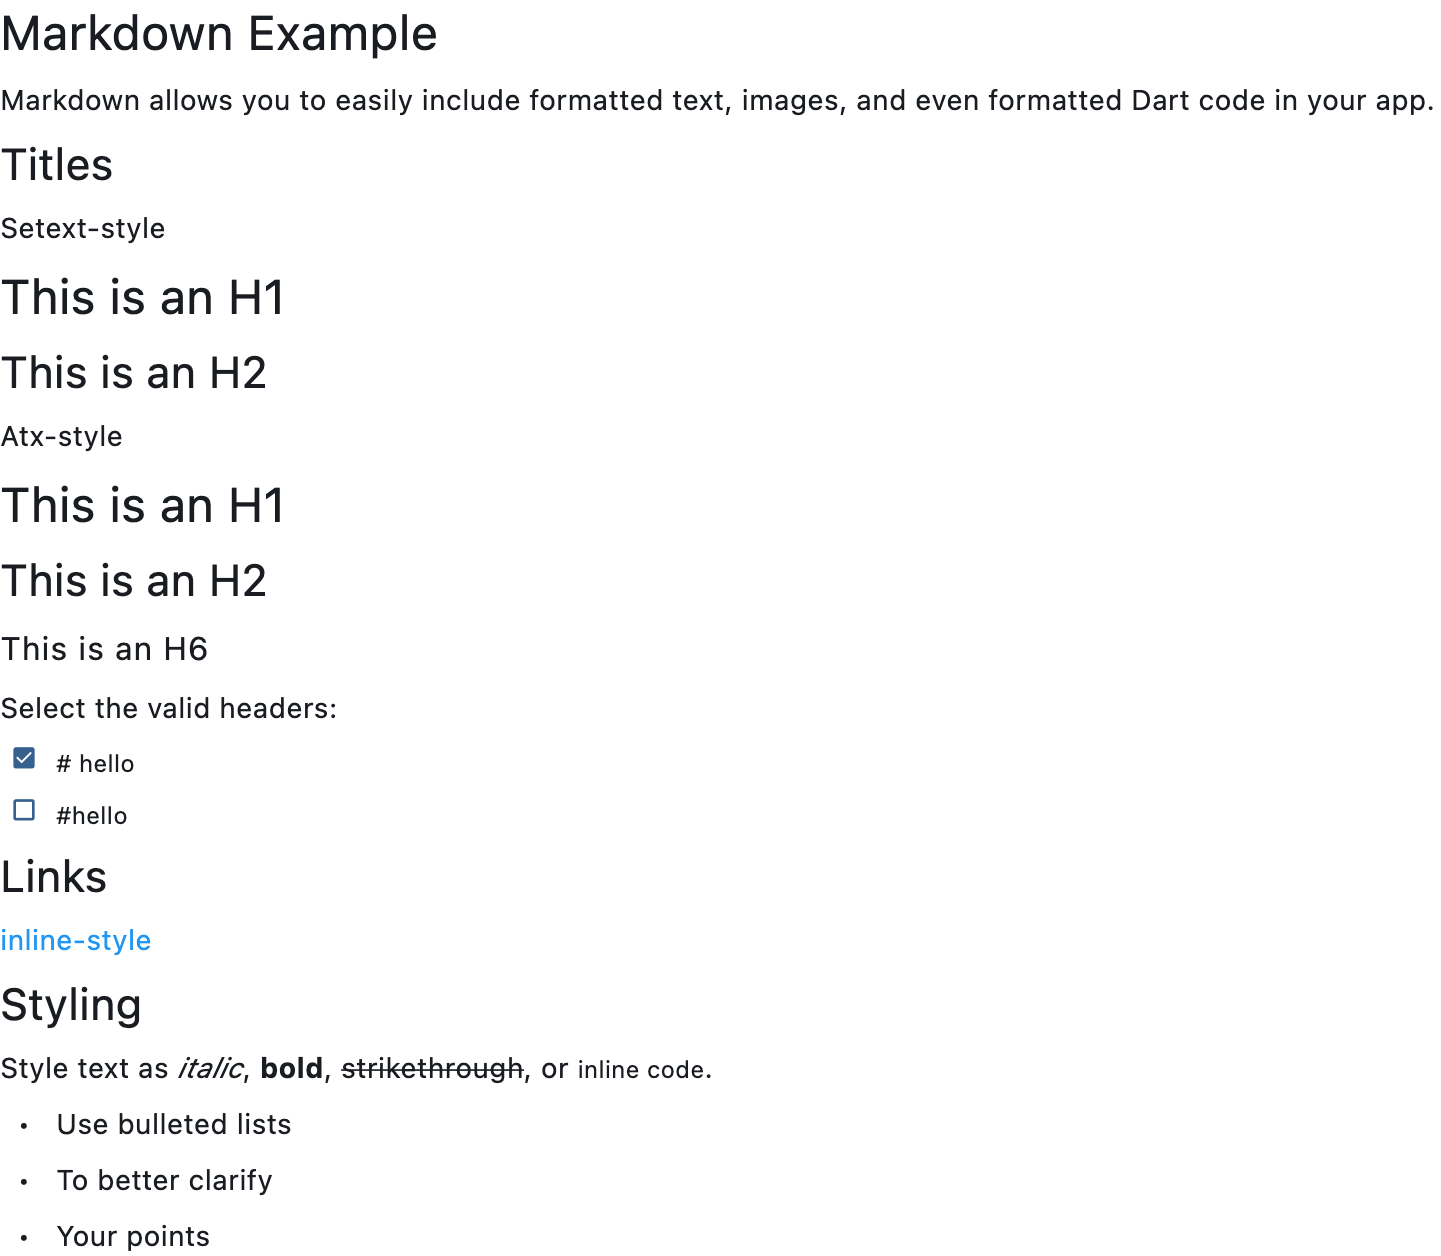 Markdown Example
Markdown allows you to easily include formatted text, images, and even formatted Dart code in your app.
Titles
Setext-style
This is an H1
This is an H2
Atx-style
This is an H1
This is an H2
This is an H6
Select the valid headers:
# hello
#hello
Links
inline-style
Styling
Style text as italic, bold, strikethrough, or inline code.
• Use bulleted lists
• To better clarify
• Your points